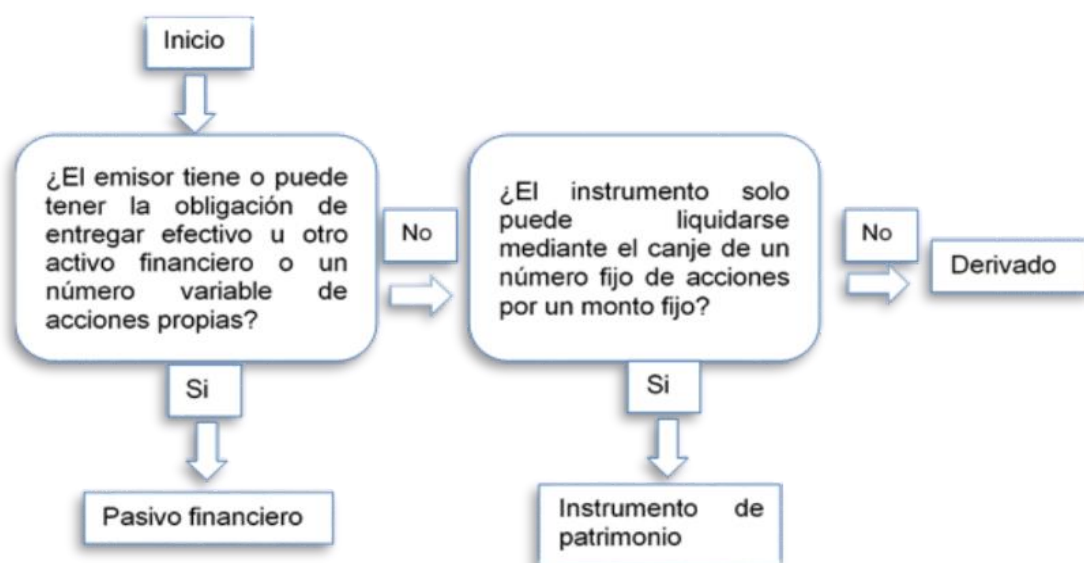 Inicio
¿El emisor tiene o puede
tener la obligación de
entregar efectivo u otro
activo financiero o un
número variable de
acciones propias?
No
¿El instrumento solo
puede liquidarse
mediante el canje de un
número fijo de acciones
por un monto fijo?
No
Derivado
Si
Si
Pasivo financiero
Instrumento de
patrimonio